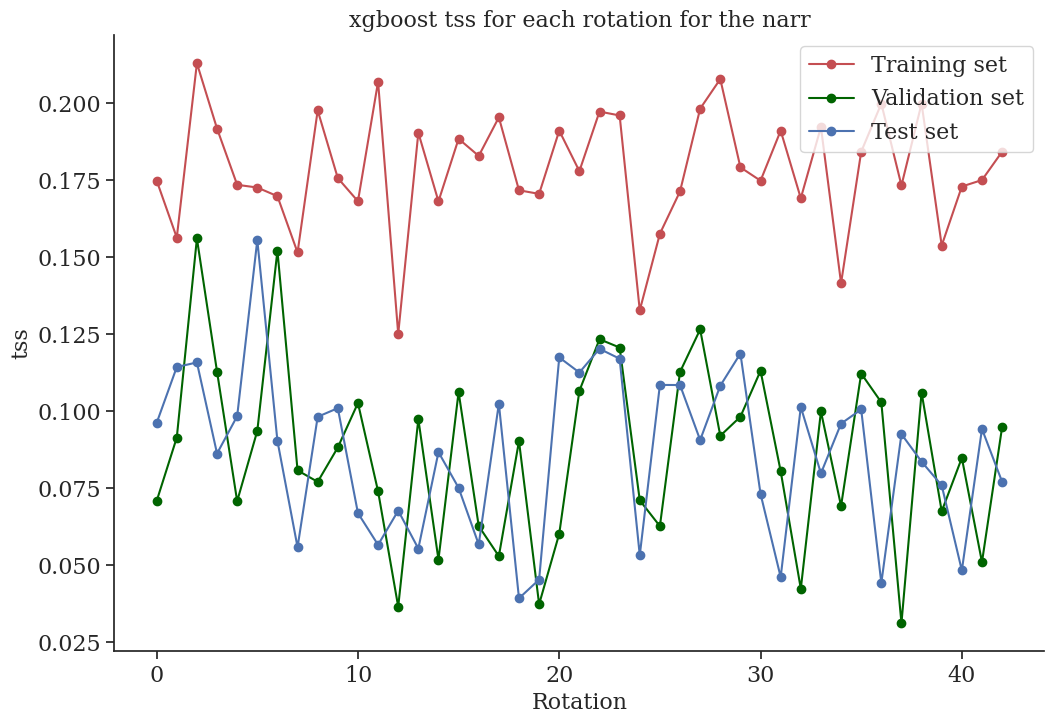 xgboost tss for each rotation for the narr
Training set
Validation set
Test set
0.200
0.175
0.150
0.125
0.100
0.075
0.050
0.025
tss
0 10 20 30 40
Rotation